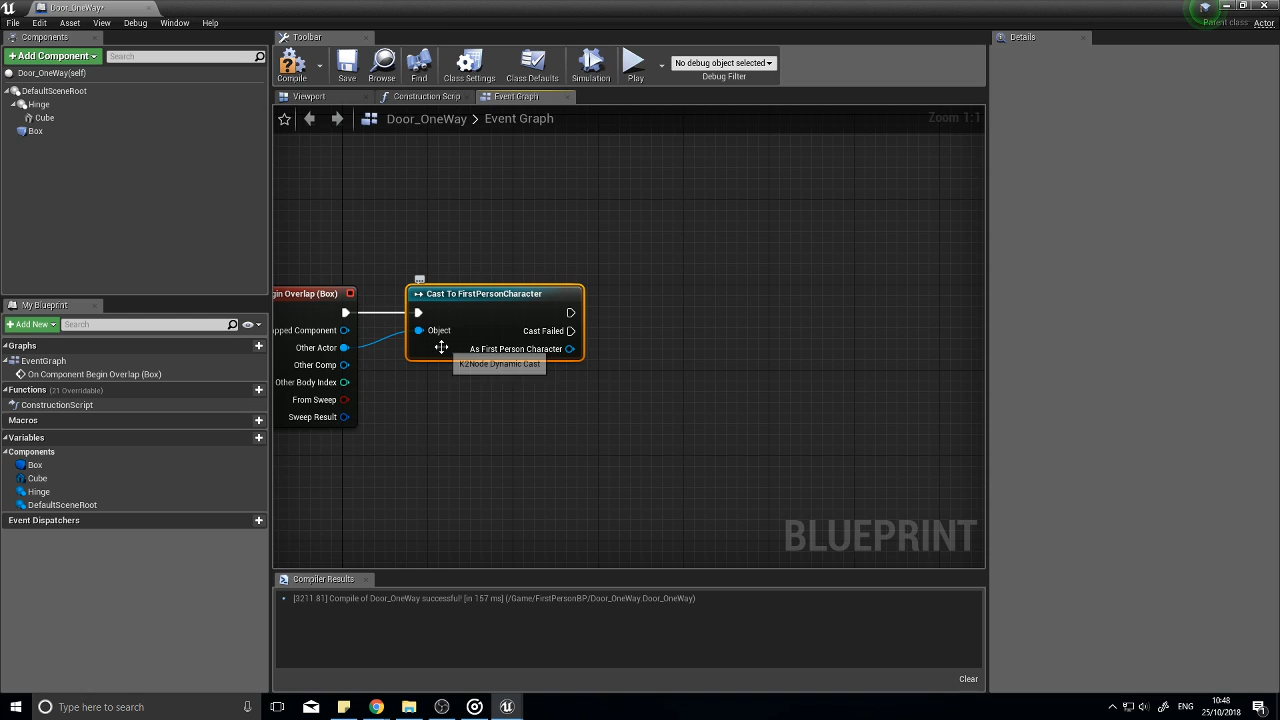 Door_OneWay*
File Edit Asset View Debug Window Help
Parent class: Actor
Components
Toolbar
Details
+Add Component
Search
Door_OneWay(self)
DefaultSceneRoot
Hinge
Cube
Box
Compile
Save
Browse
Find
Class Settings
Class Defaults
Simulation
Play
No debug object selected
Debug Filter
Viewport
Construction Scrip
Event Graph
Door_OneWay > Event Graph
Zoom 1:1
gin Overlap (Box)
pped Component
Other Actor
Other Comp
Other Body Index
From Sweep
Sweep Result
Cast To FirstPersonCharacter
Object
Cast Failed
As First Person Character
K2Node Dynamic Cast
My Blueprint
+Add New
Search
Graphs
EventGraph
On Component Begin Overlap (Box)
Functions (21 Overridable)
ConstructionScript
Macros
Variables
Components
Box
Cube
Hinge
DefaultSceneRoot
Event Dispatchers
BLUEPRINT
Compiler Results
[3211.81] Compile of Door_OneWay successful! [in 157 ms] (/Game/FirstPersonBP/Door_OneWay.Door_OneWay)
Clear
Type here to search
ENG
10:48
25/10/2018